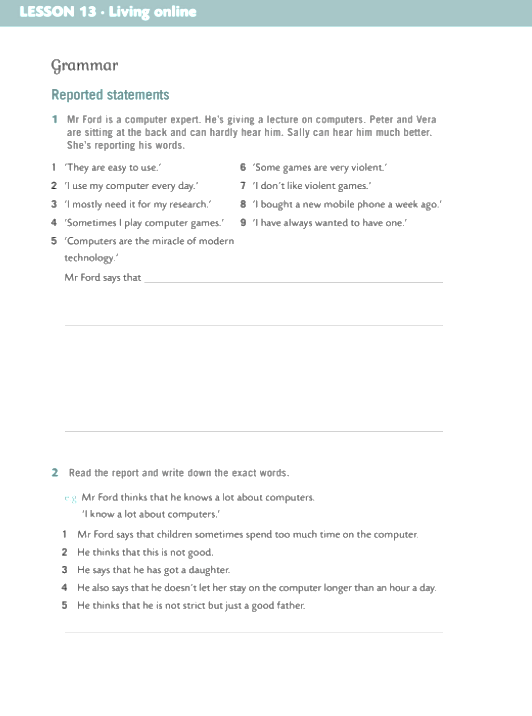 LESSON 13 · Living online
Grammar
Reported statements
1 Mr Ford is a computer expert. He's giving a lecture on computers. Peter and Vera
are sitting at the back and can hardly hear him. Sally can hear him much better.
She's reporting his words.
1 'They are easy to use.'
2 'I use my computer every day.'
3 'I mostly need it for my research.'
4 'Sometimes I play computer games.'
5 'Computers are the miracle of modern
technology.'
6 'Some games are very violent.'
7 'I don't like violent games.'
8 'I bought a new mobile phone a week ago.'
9 'I have always wanted to have one.'
Mr Ford says that
2 Read the report and write down the exact words.
eg Mr Ford thinks that he knows a lot about computers.
'I know a lot about computers.'
1 Mr Ford says that children sometimes spend too much time on the computer.
2 He thinks that this is not good.
3 He says that he has got a daughter.
4 He also says that he doesn't let her stay on the computer longer than an hour a day.
5 He thinks that he is not strict but just a good father.